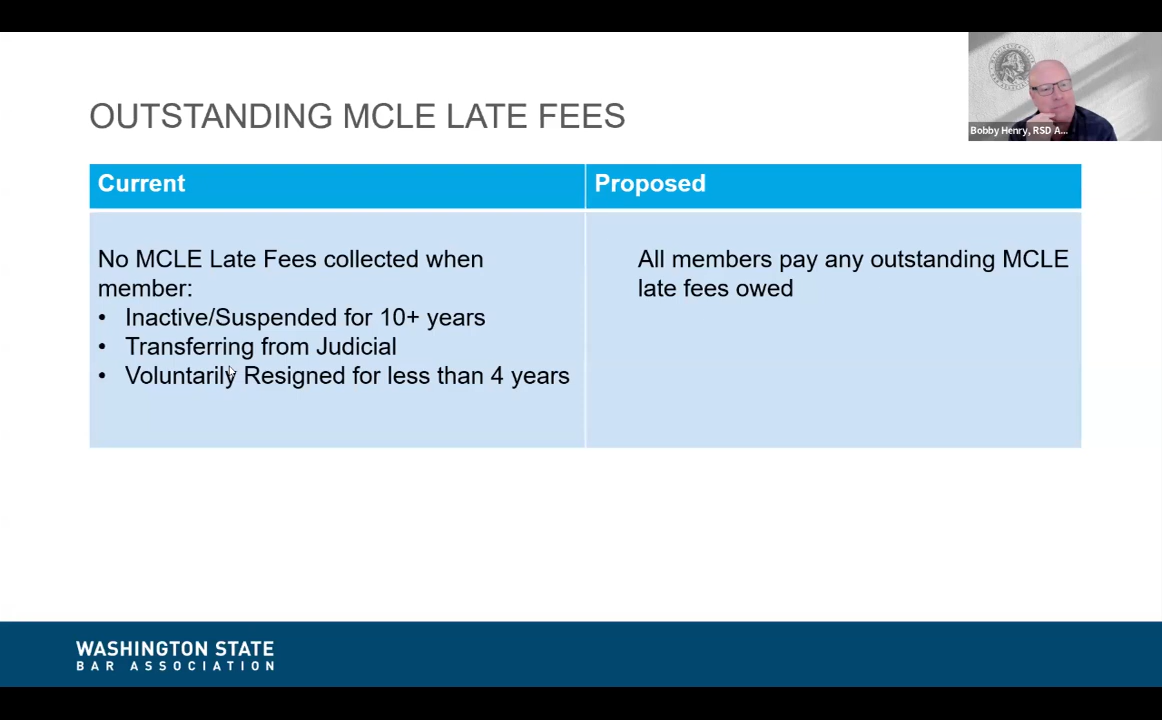 OUTSTANDING MCLE LATE FEES
Bobby Henry, RSD A...
Current
Proposed
No MCLE Late Fees collected when
member:
• Inactive/Suspended for 10+ years
• Transferring from Judicial
• Voluntarily Resigned for less than 4 years
All members pay any outstanding MCLE
late fees owed
WASHINGTON STATE
BAR ASSOCIATION